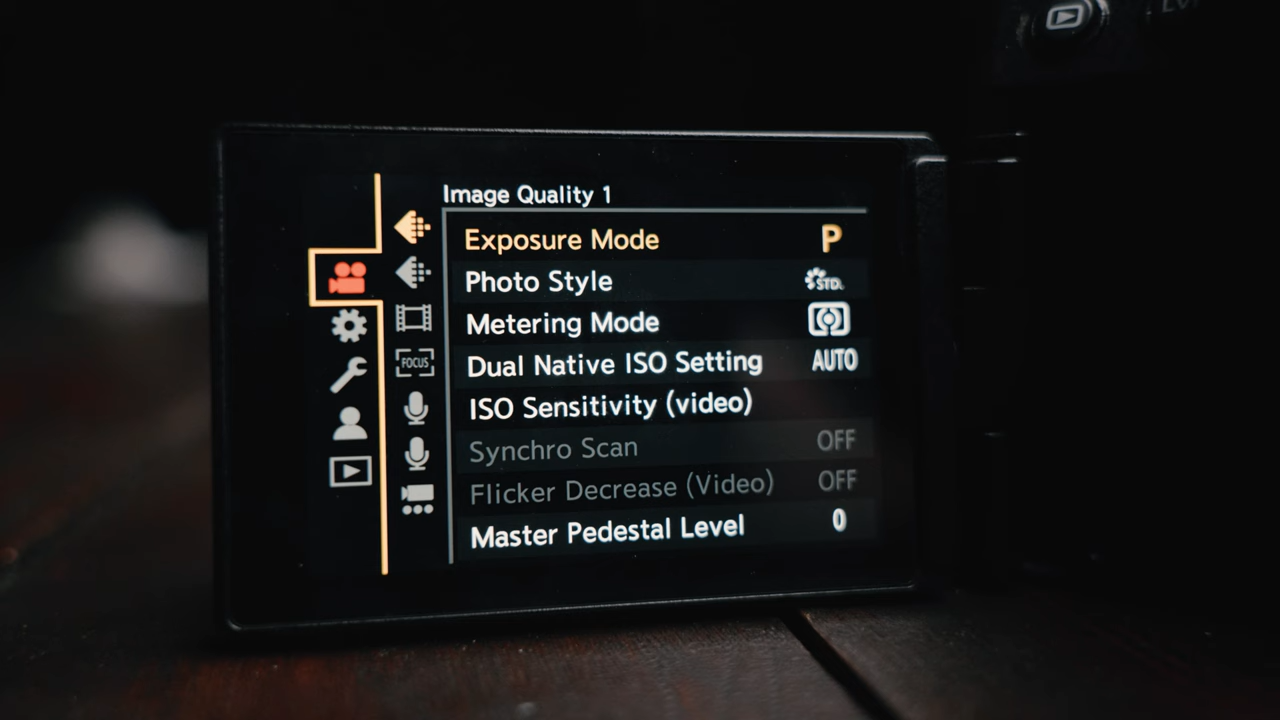 Image Quality 1
Exposure Mode P
Photo Style STD.
Metering Mode
Dual Native ISO Setting AUTO
FOCUS
ISO Sensitivity (video)
Synchro Scan OFF
Flicker Decrease (Video) OFF
Master Pedestal Level 0